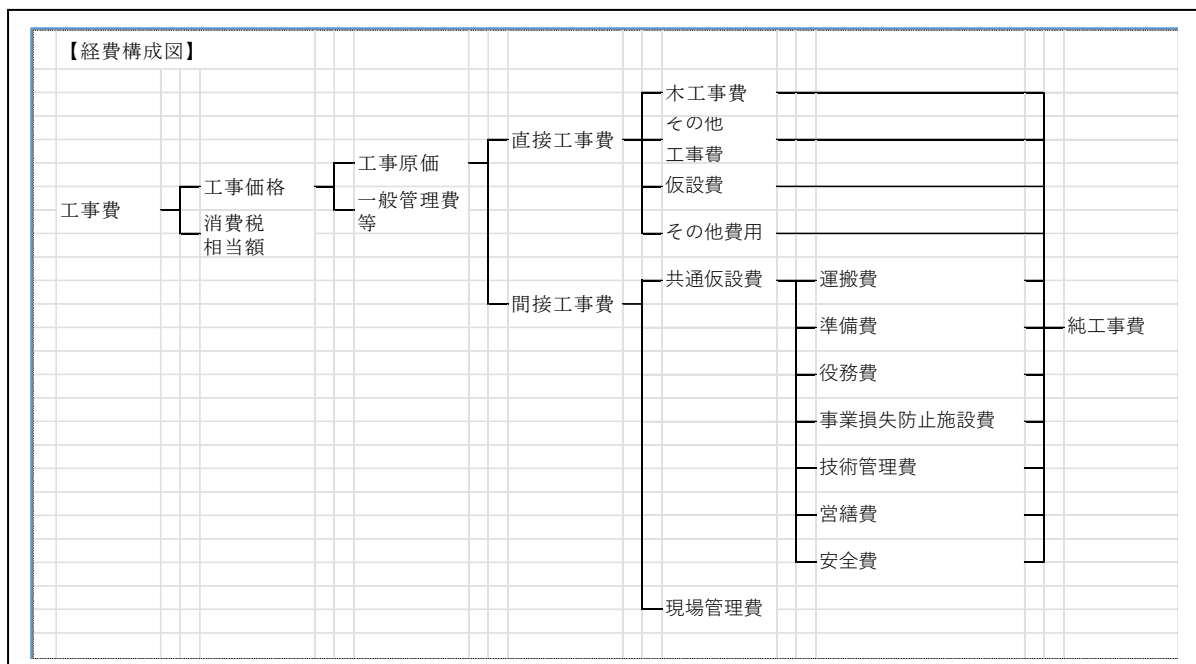 【経費構成図】
木工事費
その他
工事費
直接工事費
工事原価
工事価格
仮設費
一般管理費
等
工事費
消費税
相当額
その他費用
共通仮設費
運搬費
間接工事費
準備費
純工事費
役務費
事業損失防止施設費
技術管理費
営繕費
安全費
現場管理費